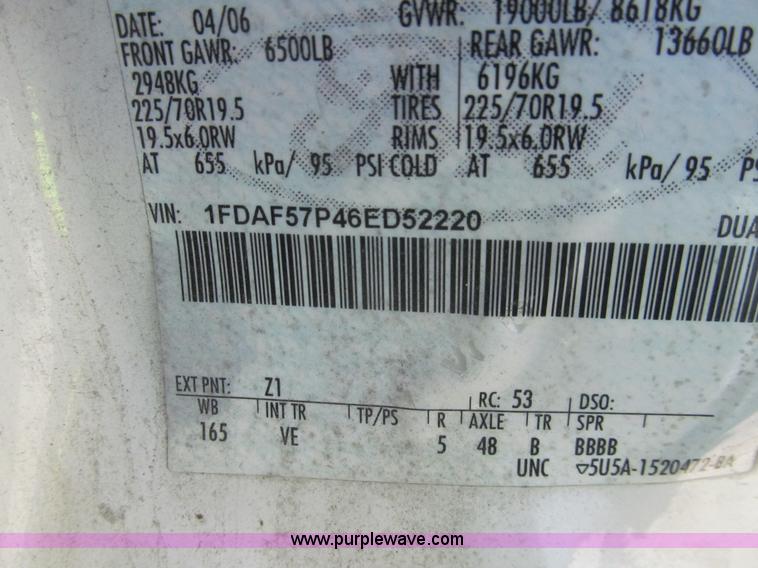 DATE: 04/06 GVWR: 19000LB/ 8618KG
FRONT GAWR: 6500LB REAR GAWR: 13660LB
2948KG WITH 6196KG
225/70R19.5 TIRES 225/70R19.5
19.5x6.0RW RIMS 19.5x6.0RW
AT 655 kPa/ 95 PSI COLD AT 655 kPa/ 95 PS
VIN: 1FDAF57P46ED52220 DUA
EXT PNT: Z1 RC: 53 DSO:
WB INT TR TP/PS R AXLE TR SPR
165 VE 5 48 B BBBB
UNC ▽5U5A-1520472-BA
www.purplewave.com